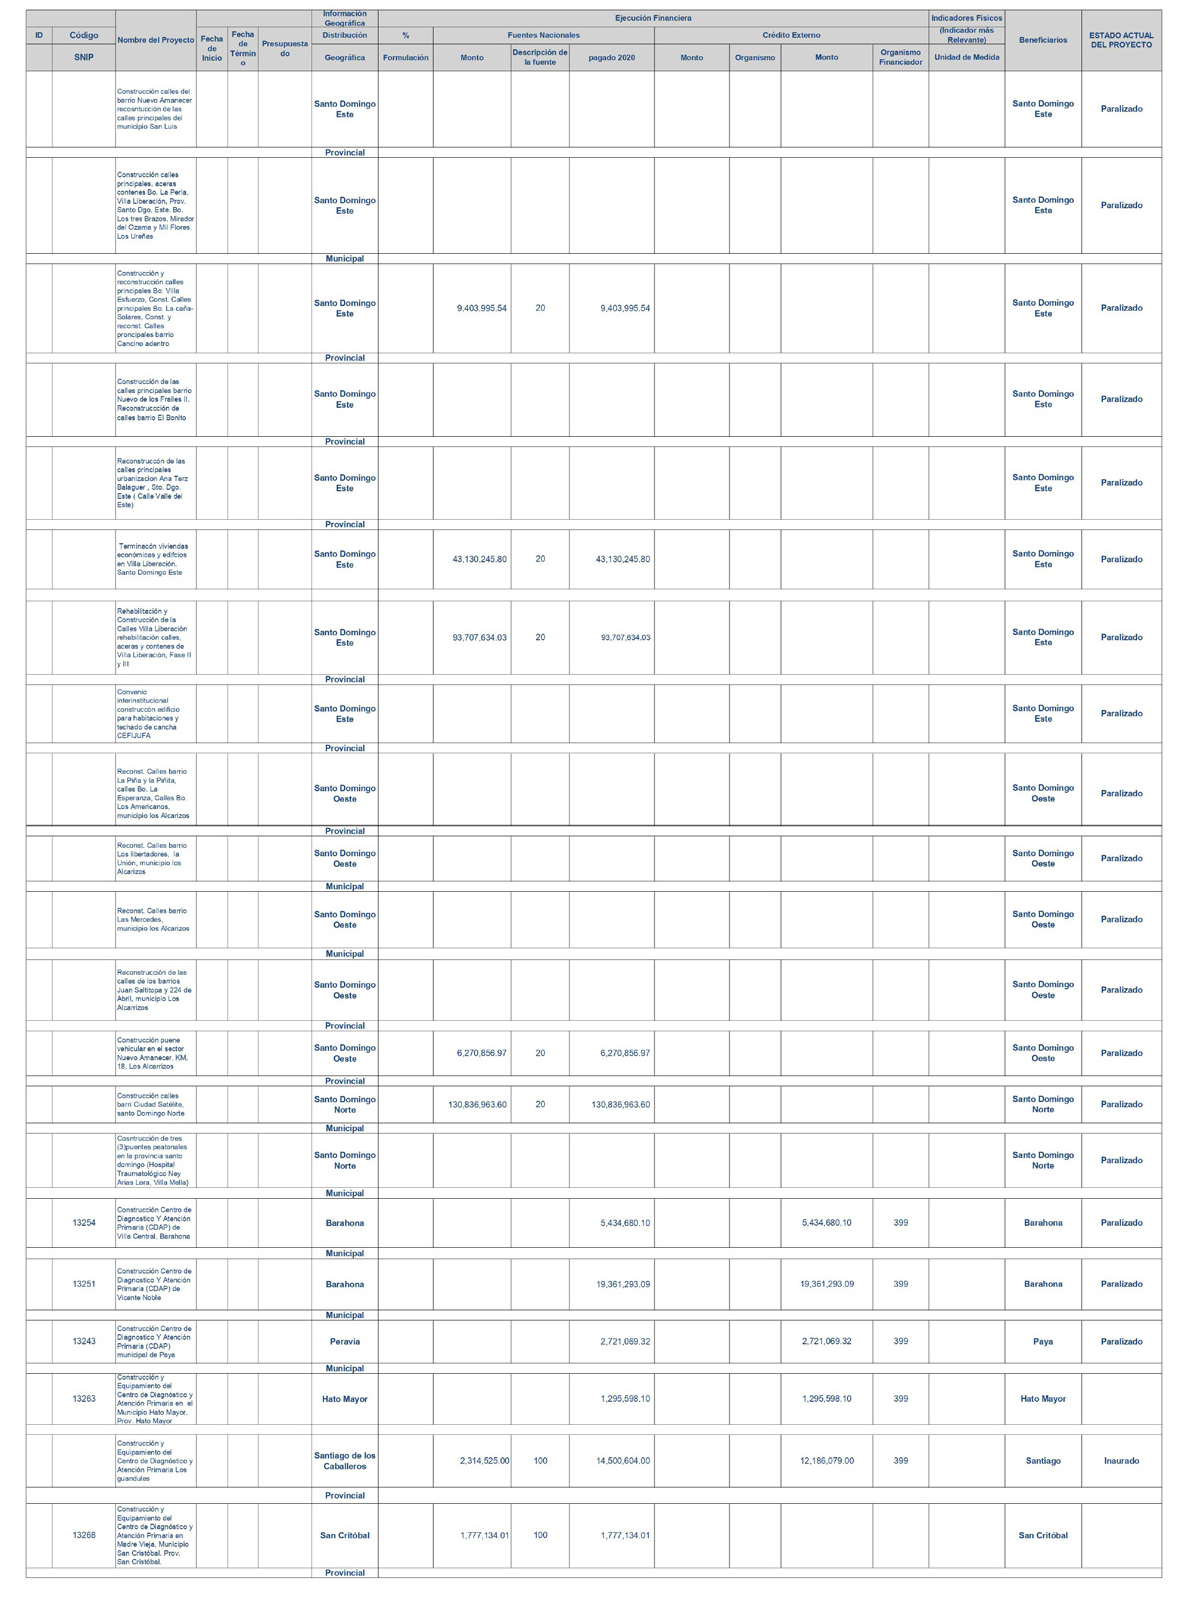 Información
Geográfica
Ejecución Financiera
Indicadores Físicos
ID
Código
Nombre del Proyecto
Fecha
de
Inicio
Fecha
de
Términ
o
Presupuesta
do
Distribución
%
Fuentes Nacionales
Crédito Externo
(Indicador más
Relevante)
Beneficiarios
ESTADO ACTUAL
DEL PROYECTO
SNIP
Geográfica
Formulación
Monto
Descripción de
la fuente
pagado 2020
Monto
Organismo
Monto
Organismo
Financiador
Unidad de Medida
Construcción calles del
barrio Nuevo Amanecer
recosntucción de las
calles principales del
municipio San Luis
Santo Domingo
Este
Santo Domingo
Este
Paralizado
Provincial
Construcción calles
principales, aceras
contenes Bo. La Perla,
Villa Liberación, Prov.
Santo Dgo. Este, Bo.
Los tres Brazos, Mirador
del Ozama y Mil Flores.
Los Ureñas
Santo Domingo
Este
Santo Domingo
Este
Paralizado
Municipal
Construcción y
reconstrucción calles
principales Bo. Villa
Esfuerzo, Const. Calles
principales Bo. La caña-
Solares, Const. y
reconst. Calles
proncipales barrio
Cancino adentro
Santo Domingo
Este
9,403,995.54
20
9,403,995.54
Santo Domingo
Este
Paralizado
Provincial
Construcción de las
calles principales barrio
Nuevo de los Frailes II.
Reconstruccción de
calles barrio El Bonito
Santo Domingo
Este
Santo Domingo
Este
Paralizado
Provincial
Reconstruccón de las
calles principales
urbanizacion Ana Terz
Balaguer , Sto. Dgo.
Este ( Calle Valle del
Este)
Santo Domingo
Este
Santo Domingo
Este
Paralizado
Provincial
Terminacón viviendas
económicas y edifcios
en Villa Liberación,
Santo Domingo Este
Santo Domingo
Este
43,130,245.80
20
43,130,245.80
Santo Domingo
Este
Paralizado
Rehabilitación y
Construcción de la
Calles Villa Liberación
rehabilitación calles,
aceras y contenes de
Villa Liberación, Fase II
y III
Santo Domingo
Este
93,707,634.03
20
93,707,634.03
Santo Domingo
Este
Paralizado
Provincial
Convenio
interinstitucional
construccón edificio
para habitaciones y
techado de cancha
CEFIJUFA
Santo Domingo
Este
Santo Domingo
Este
Paralizado
Provincial
Reconst. Calles barrio
La Piña y la Piñita,
calles Bo. La
Esperanza, Calles Bo.
Los Americanos,
municipio los Alcarizos
Santo Domingo
Oeste
Santo Domingo
Oeste
Paralizado
Provincial
Reconst. Calles barrio
Los libertadores, la
Unión, municipio los
Alcarizos
Santo Domingo
Oeste
Santo Domingo
Oeste
Paralizado
Municipal
Reconst. Calles barrio
Las Mercedes,
municipio los Alcarizos
Santo Domingo
Oeste
Santo Domingo
Oeste
Paralizado
Municipal
Reconstrucción de las
calles de los barrios
Juan Saltitopa y 224 de
Abril, municipio Los
Alcarrizos
Santo Domingo
Oeste
Santo Domingo
Oeste
Paralizado
Provincial
Construcción puene
vehicular en el sector
Nuevo Amanecer. KM.
18, Los Alcarrizos
Santo Domingo
Oeste
6,270,856.97
20
6,270,856.97
Santo Domingo
Oeste
Paralizado
Provincial
Construcción calles
barri Ciudad Satélite,
santo Domingo Norte
Santo Domingo
Norte
130,836,963.60
20
130,836,963.60
Santo Domingo
Norte
Paralizado
Municipal
Cosntrucción de tres
(3)puentes peatonales
en la provincia santo
domingo (Hospital
Traumatológico Ney
Arias Lora, Villa Mella)
Santo Domingo
Norte
Santo Domingo
Norte
Paralizado
Municipal
13254
Construcción Centro de
Diagnostico Y Atención
Primaria (CDAP) de
Villa Central, Barahona
Barahona
5,434,680.10
5,434,680.10
399
Barahona
Paralizado
Municipal
13251
Construcción Centro de
Diagnostico Y Atención
Primaria (CDAP) de
Vicente Noble
Barahona
19,361,293.09
19,361,293.09
399
Barahona
Paralizado
Municipal
13243
Construcción Centro de
Diagnostico Y Atención
Primaria (CDAP)
municipal de Paya
Peravia
2,721,069.32
2,721,069.32
399
Paya
Paralizado
Municipal
13263
Construcción y
Equipamiento del
Centro de Diagnóstico y
Atención Primaria en el
Municipio Hato Mayor.
Prov. Hato Mayor
Hato Mayor
1,295,598.10
1,295,598.10
399
Hato Mayor
Construcción y
Equipamiento del
Centro de Diagnóstico y
Atención Primaria Los
guandules
Santiago de los
Caballeros
2,314,525.00
100
14,500,604.00
12,186,079.00
399
Santiago
Inaurado
Provincial
13268
Construcción y
Equipamiento del
Centro de Diagnóstico y
Atención Primaria en
Madre Vieja, Municipio
San Cristóbal. Prov.
San Cristóbal.
San Critóbal
1,777,134.01
100
1,777,134.01
San Critóbal
Provincial